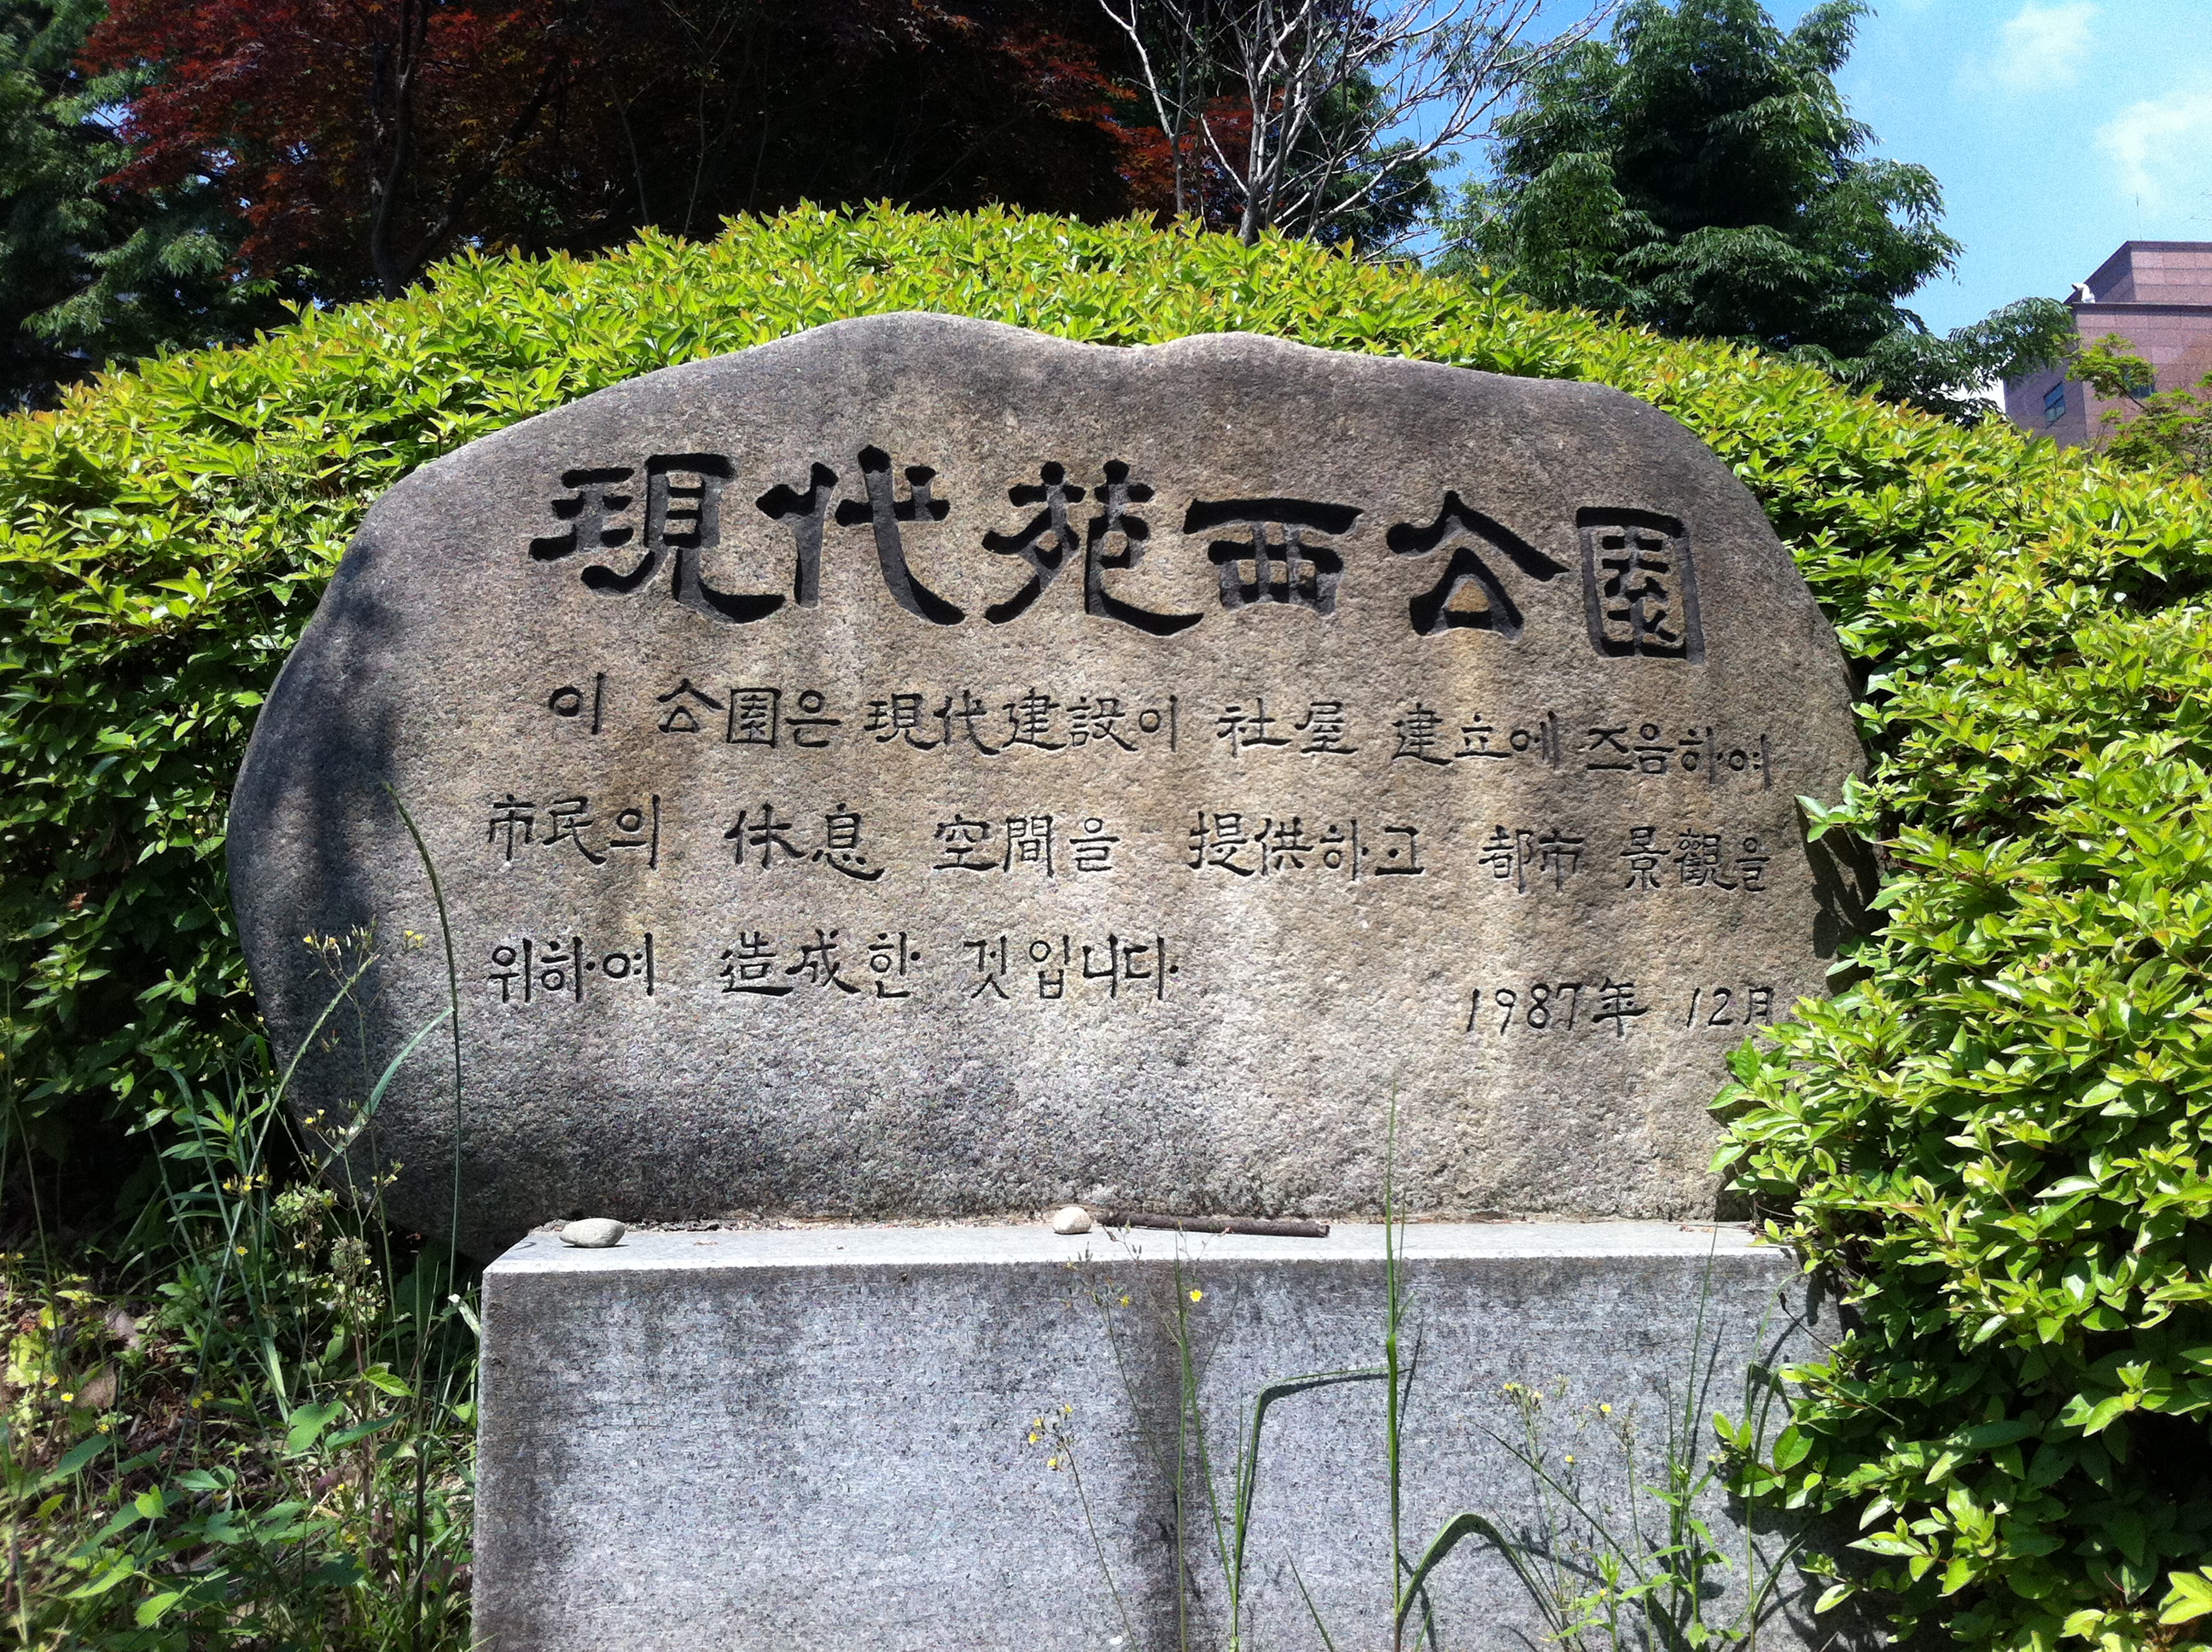 現代苑西公園
이 公園은 現代建設이 社屋 建立에 즈음하여
市民의 休息 空間을 提供하고 都市 景觀을
위하여 造成한 것입니다
1987年 12月